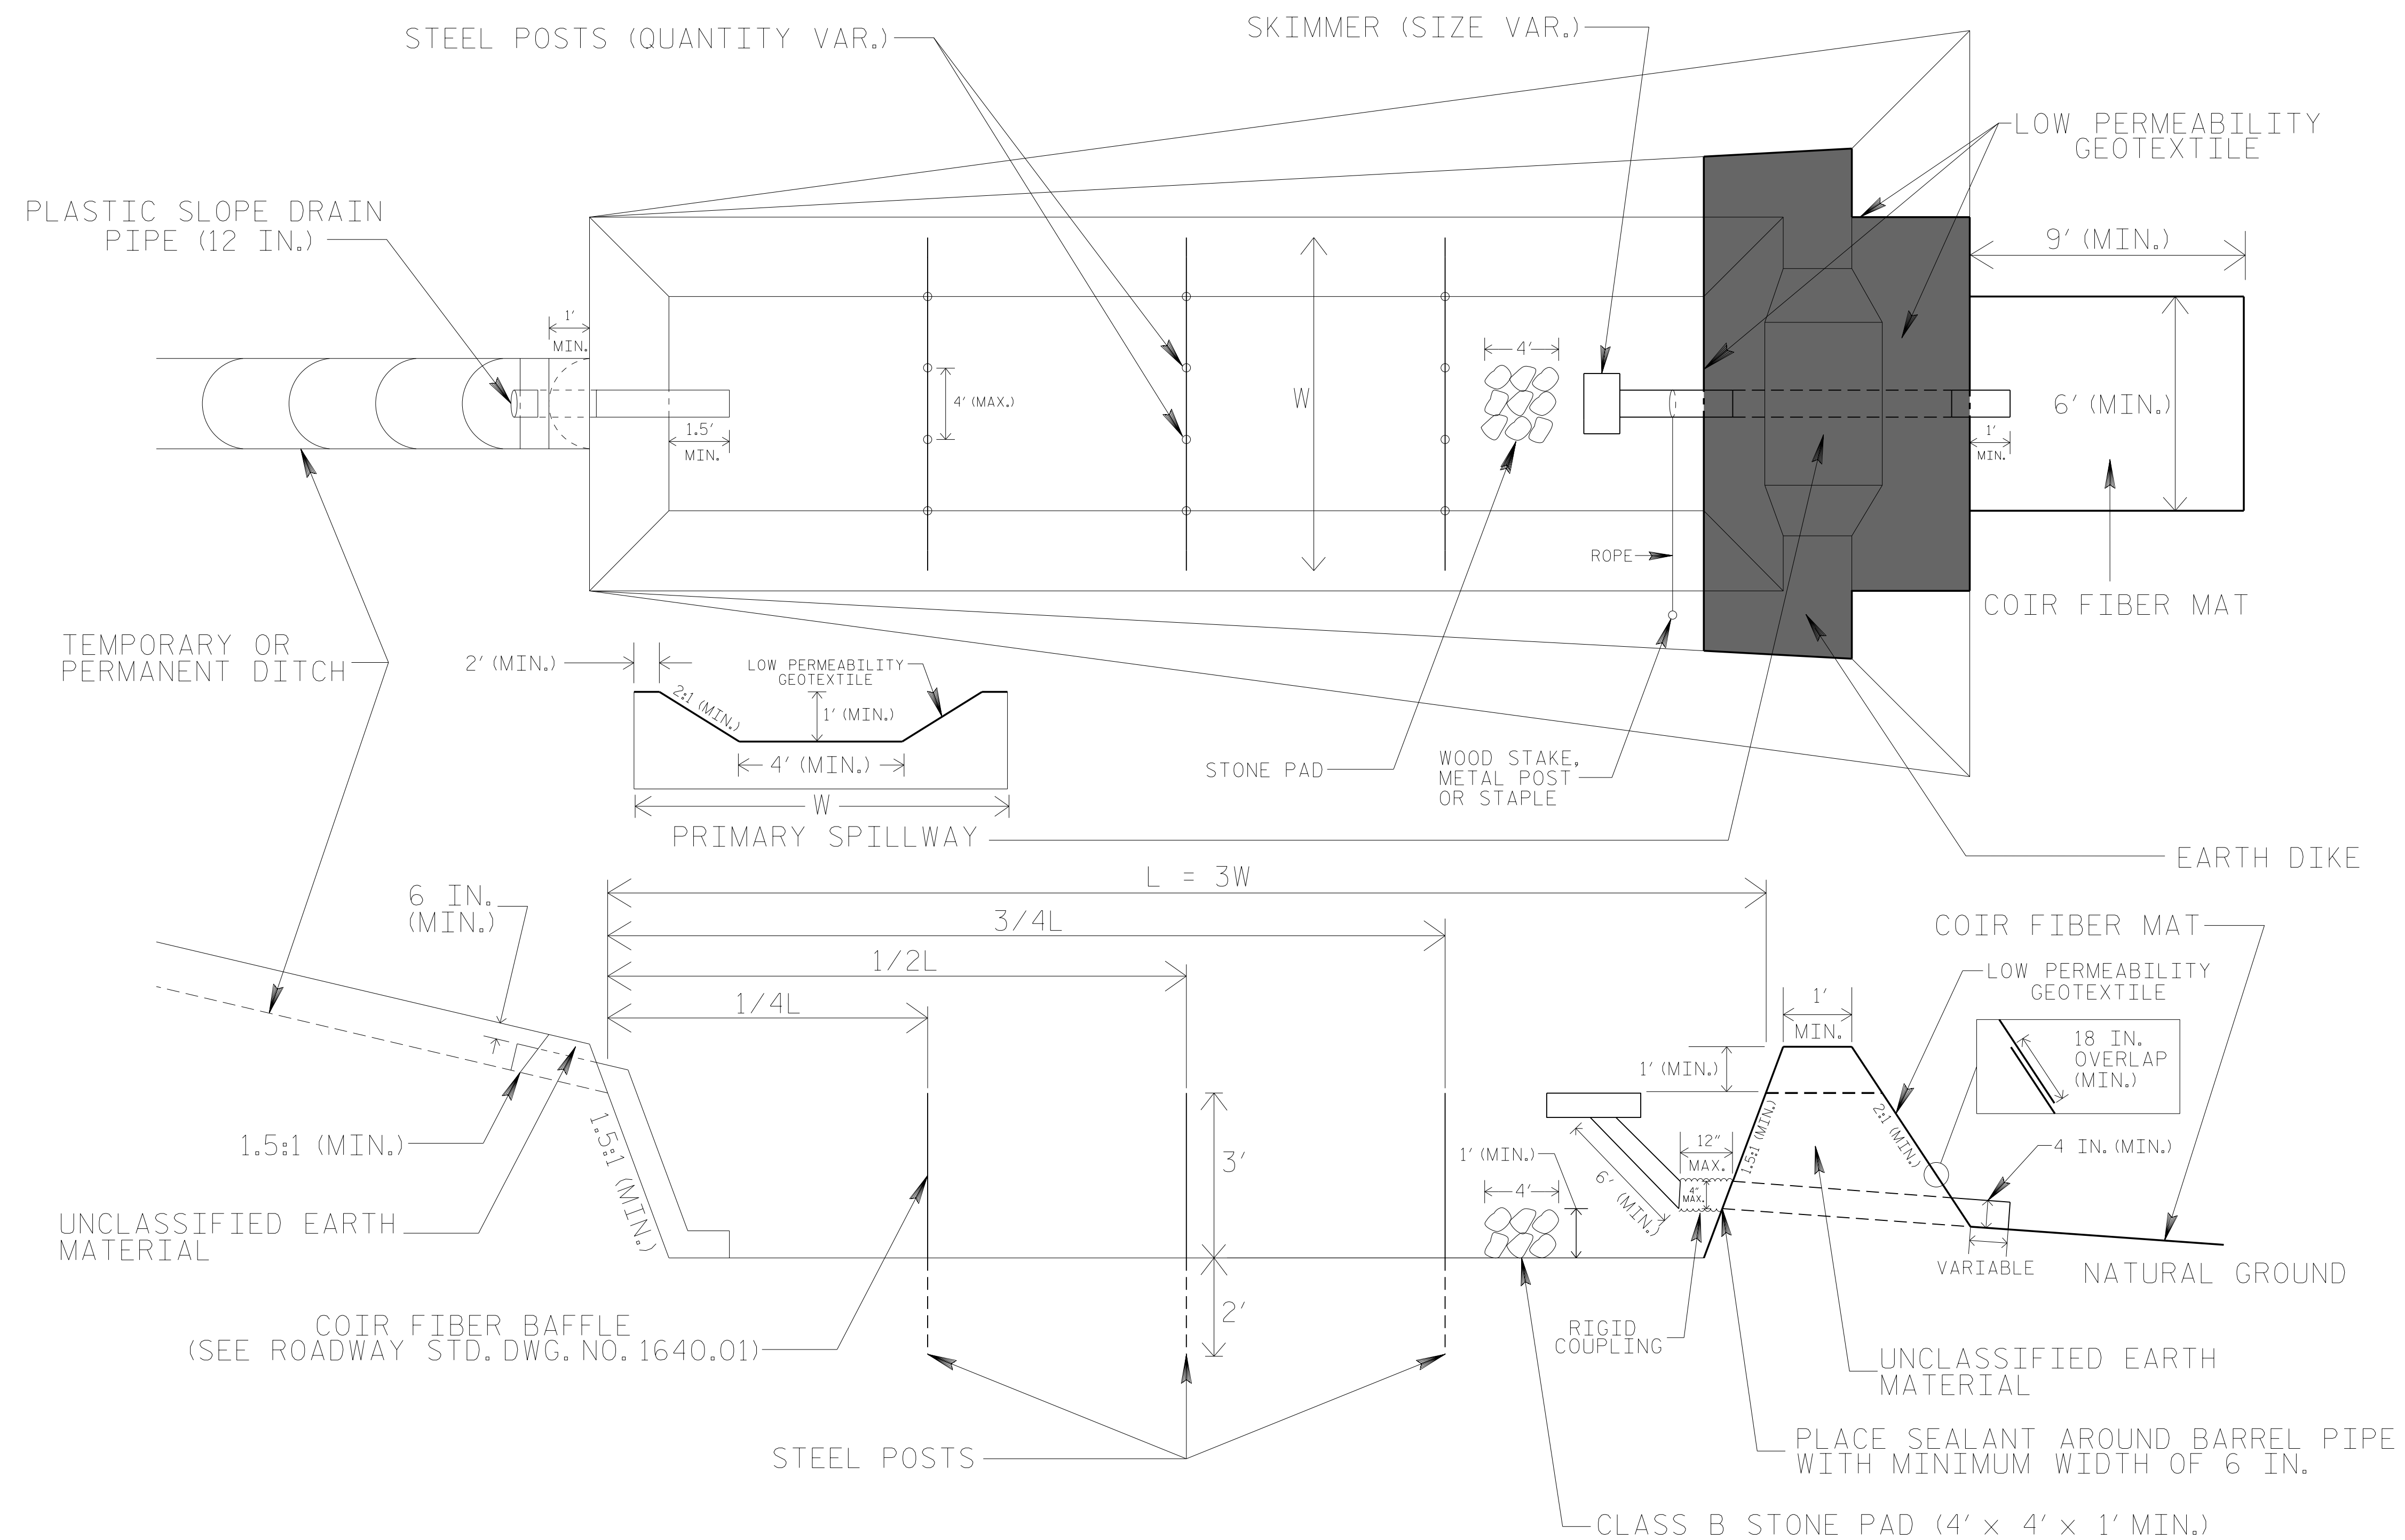 STEEL POSTS (QUANTITY VAR.)
SKIMMER (SIZE VAR.)
LOW PERMEABILITY
GEOTEXTILE
PLASTIC SLOPE DRAIN
PIPE (12 IN.)
9' (MIN.)
1'
MIN.
4'
4' (MAX.)
W
6' (MIN.)
1.5'
MIN.
1'
MIN.
ROPE
COIR FIBER MAT
TEMPORARY OR
PERMANENT DITCH
2' (MIN.)
LOW PERMEABILITY
GEOTEXTILE
2:1 (MIN.)
1' (MIN.)
4' (MIN.)
W
PRIMARY SPILLWAY
STONE PAD
WOOD STAKE,
METAL POST
OR STAPLE
EARTH DIKE
L = 3W
6 IN.
(MIN.)
3/4L
COIR FIBER MAT
1/2L
LOW PERMEABILITY
GEOTEXTILE
1/4L
1'
MIN.
18 IN.
OVERLAP
(MIN.)
1' (MIN.)
1.5:1 (MIN.)
1.5:1 (MIN.)
1.5:1 (MIN.)
2:1 (MIN.)
12"
MAX.
4"
MAX.
4 IN. (MIN.)
1' (MIN.)
3'
4'
6' (MIN.)
UNCLASSIFIED EARTH
MATERIAL
VARIABLE
NATURAL GROUND
2'
COIR FIBER BAFFLE
(SEE ROADWAY STD. DWG. NO. 1640.01)
RIGID
COUPLING
UNCLASSIFIED EARTH
MATERIAL
STEEL POSTS
PLACE SEALANT AROUND BARREL PIPE
WITH MINIMUM WIDTH OF 6 IN.
CLASS B STONE PAD (4' x 4' x 1' MIN.)